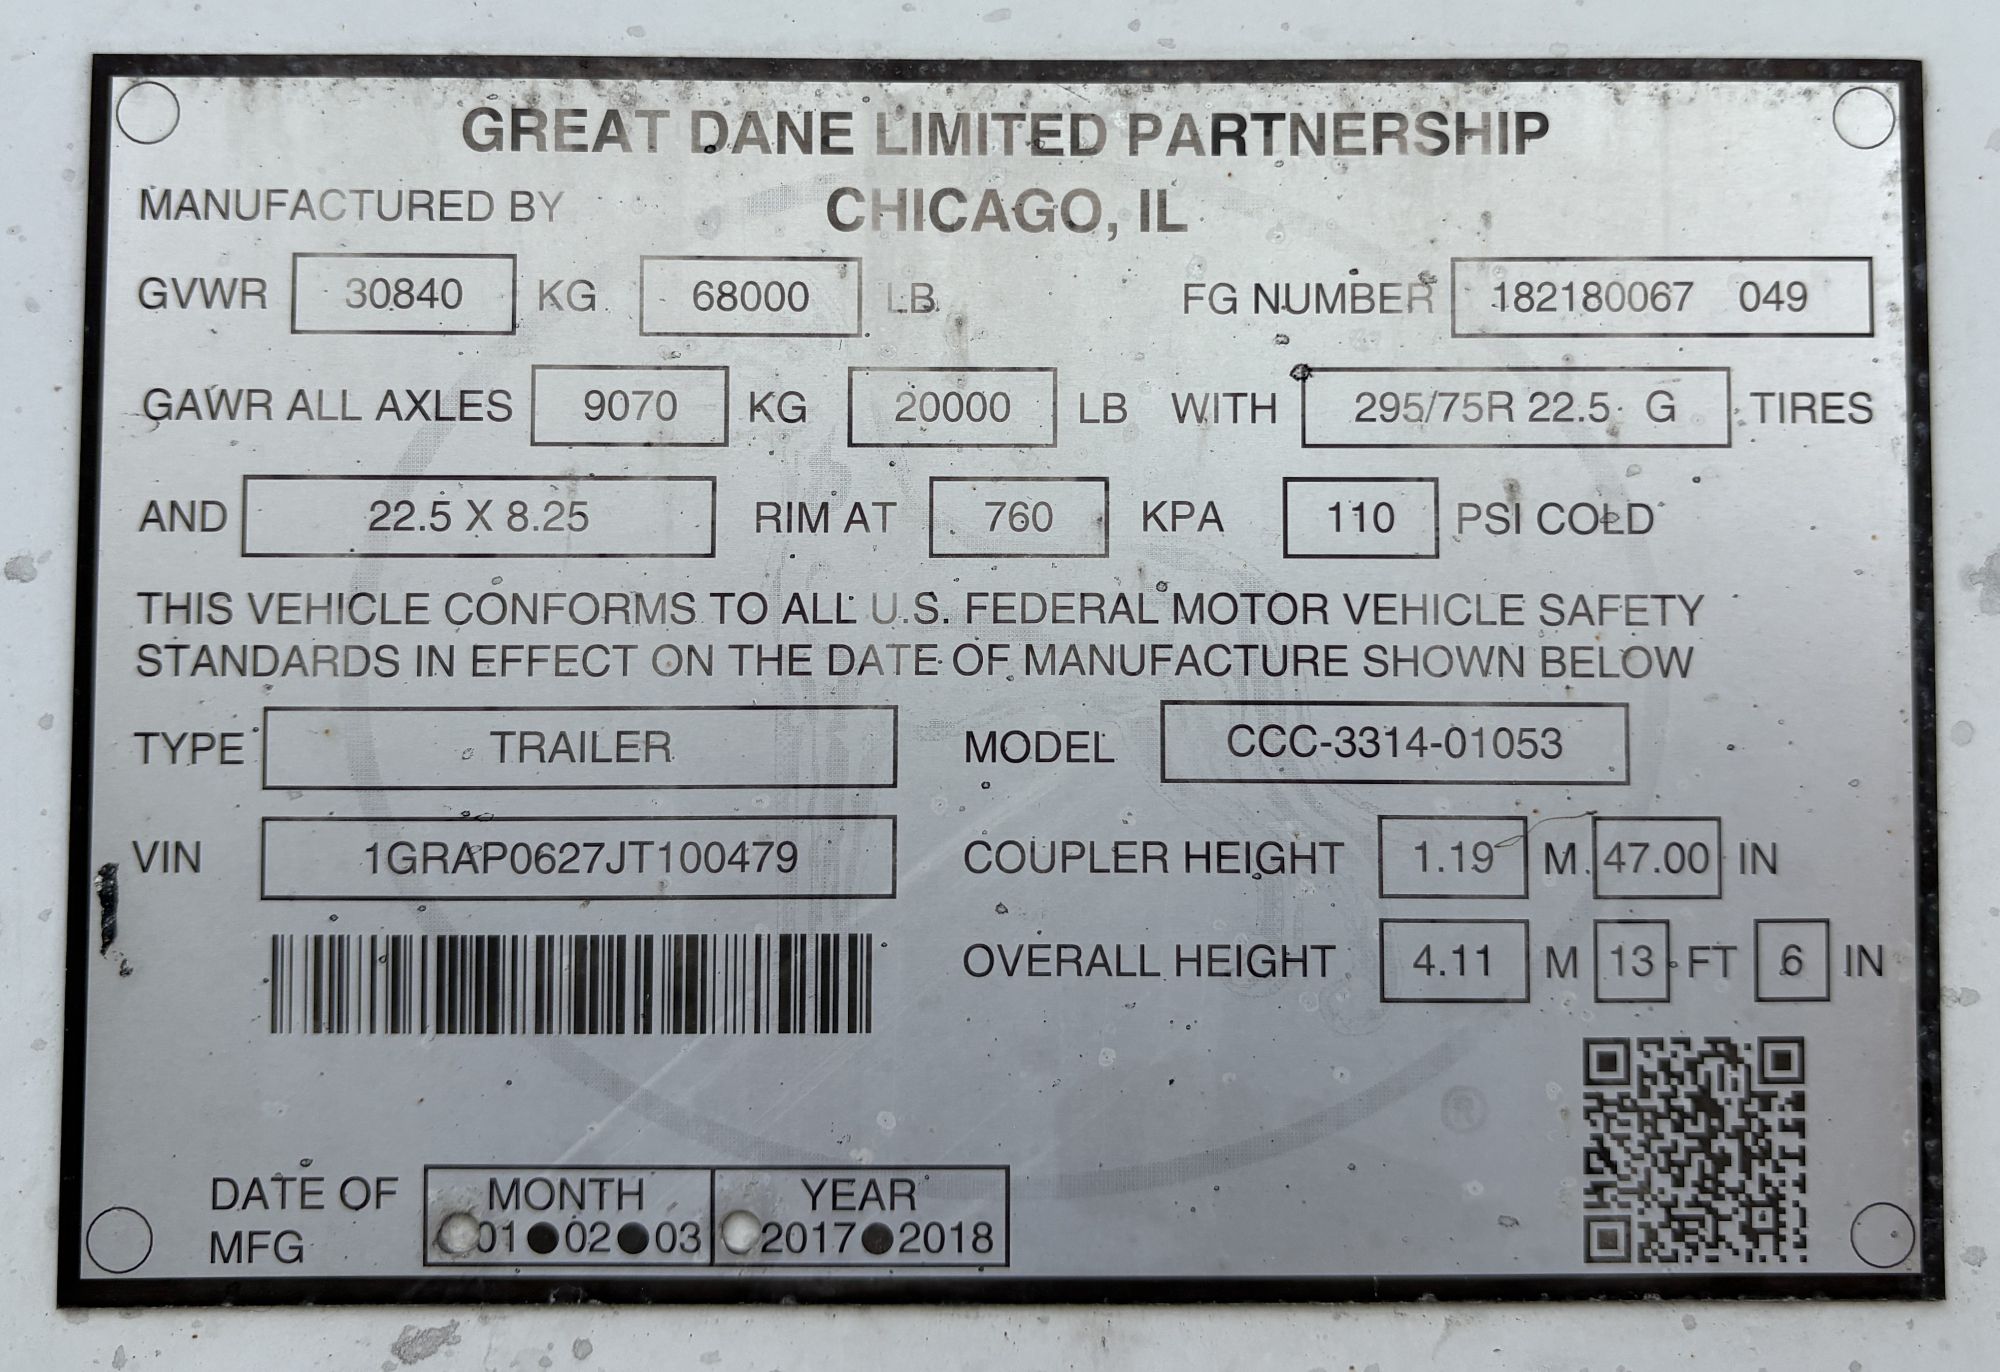 GREAT DANE LIMITED PARTNERSHIP
MANUFACTURED BY CHICAGO, IL
GVWR 30840 KG 68000 LB FG NUMBER 182180067 049
GAWR ALL AXLES 9070 KG 20000 LB WITH 295/75R 22.5 G TIRES
AND 22.5 X 8.25 RIM AT 760 KPA 110 PSI COLD
THIS VEHICLE CONFORMS TO ALL U.S. FEDERAL MOTOR VEHICLE SAFETY
STANDARDS IN EFFECT ON THE DATE OF MANUFACTURE SHOWN BELOW
TYPE TRAILER MODEL CCC-3314-01053
VIN 1GRAP0627JT100479 COUPLER HEIGHT 1.19 M 47.00 IN
OVERALL HEIGHT 4.11 M 13 FT 6 IN
DATE OF MFG MONTH YEAR
01 02 03 2017 2018